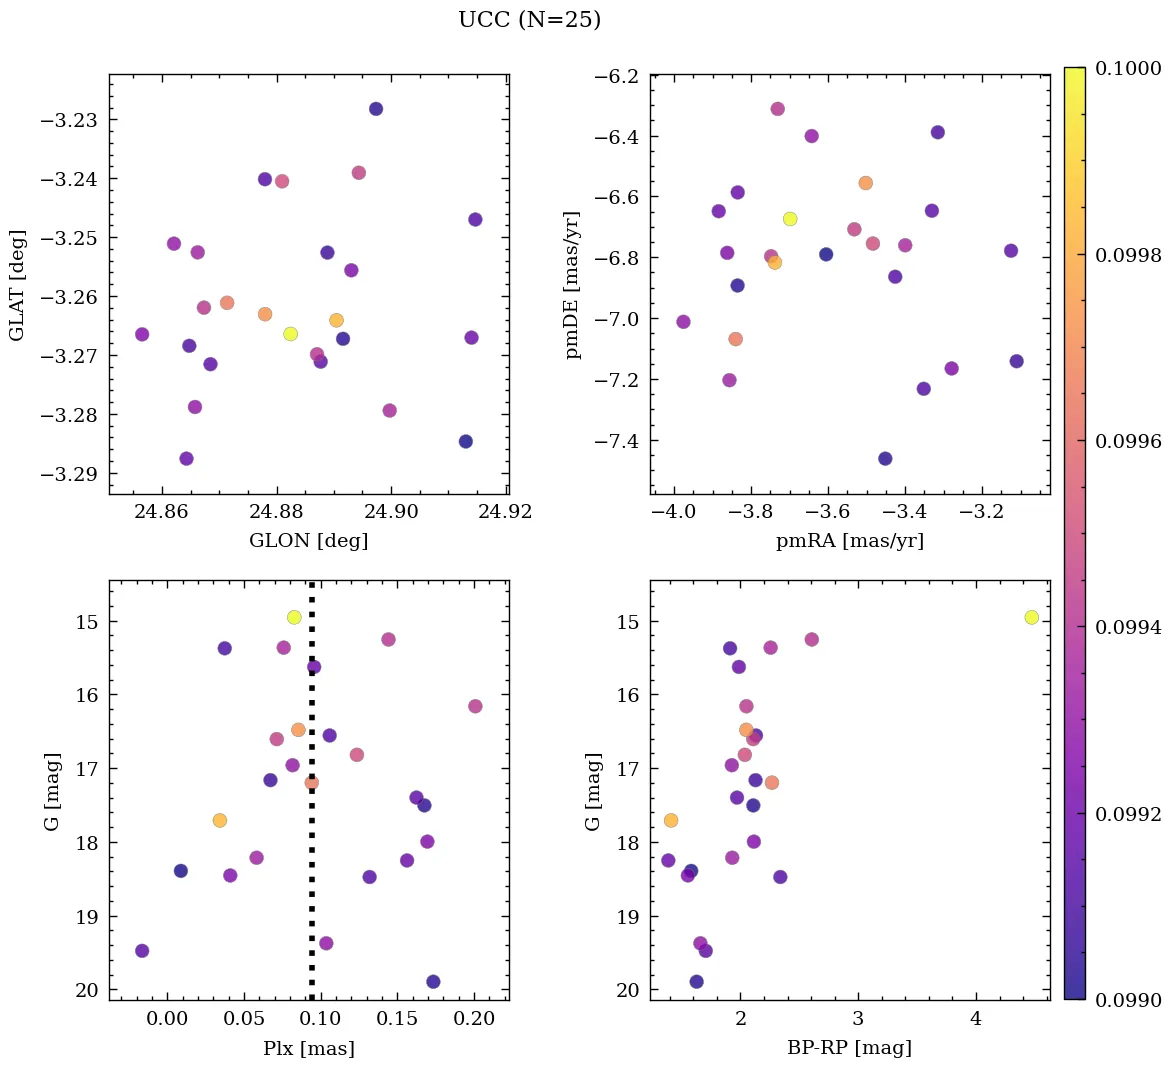 UCC (N=25)
−3.23
−3.24
−3.25
−3.26
−3.27
−3.28
−3.29
GLAT [deg]
24.86 24.88 24.90 24.92
GLON [deg]
−6.2
−6.4
−6.6
−6.8
−7.0
−7.2
−7.4
pmDE [mas/yr]
−4.0 −3.8 −3.6 −3.4 −3.2
pmRA [mas/yr]
15
16
17
18
19
20
G [mag]
0.00 0.05 0.10 0.15 0.20
Plx [mas]
15
16
17
18
19
20
G [mag]
2 3 4
BP-RP [mag]
0.1000
0.0998
0.0996
0.0994
0.0992
0.0990